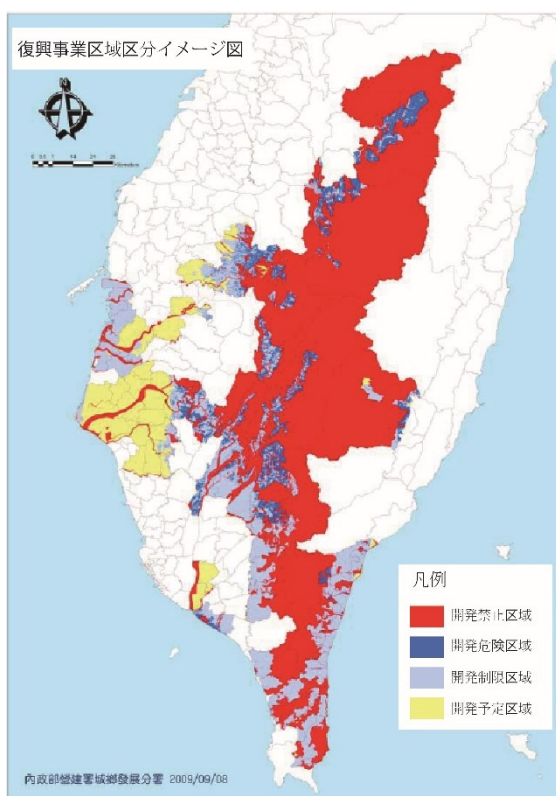 復興事業区域区分イメージ図
N
Kilometers
凡例
開発禁止区域
開発危険区域
開発制限区域
開発予定区域
內政部營建署城鄉發展分署 2009/09/08